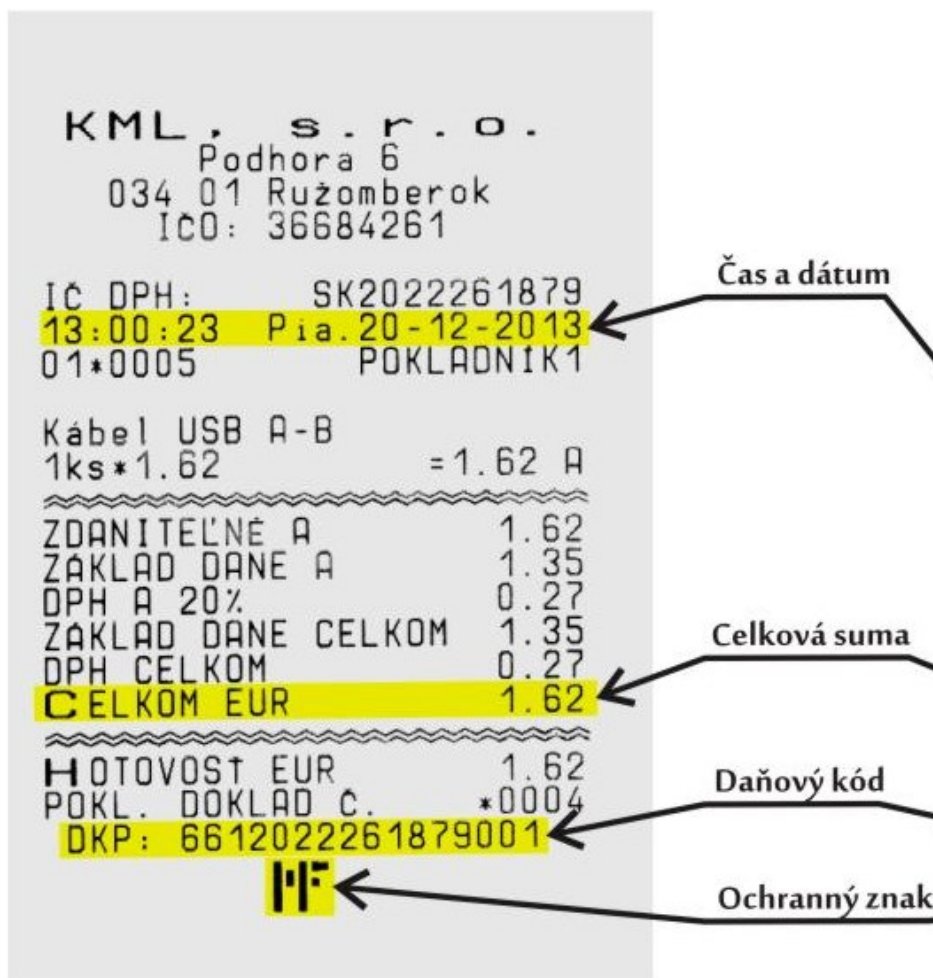 KML, s.r.o.
Podhora 6
034 01 Ružomberok
IČO: 36684261
IČ DPH: SK2022261879
13:00:23 Pia.20-12-2013
01*0005 POKLADNÍK1
Kábel USB A-B
1ks*1.62 =1.62 A
ZDANITEĽNÉ A 1.62
ZÁKLAD DANE A 1.35
DPH A 20% 0.27
ZÁKLAD DANE CELKOM 1.35
DPH CELKOM 0.27
CELKOM EUR 1.62
HOTOVOSŤ EUR 1.62
POKL. DOKLAD Č. *0004
DKP: 6612022261879001
MF
Čas a dátum
Celková suma
Daňový kód
Ochranný znak